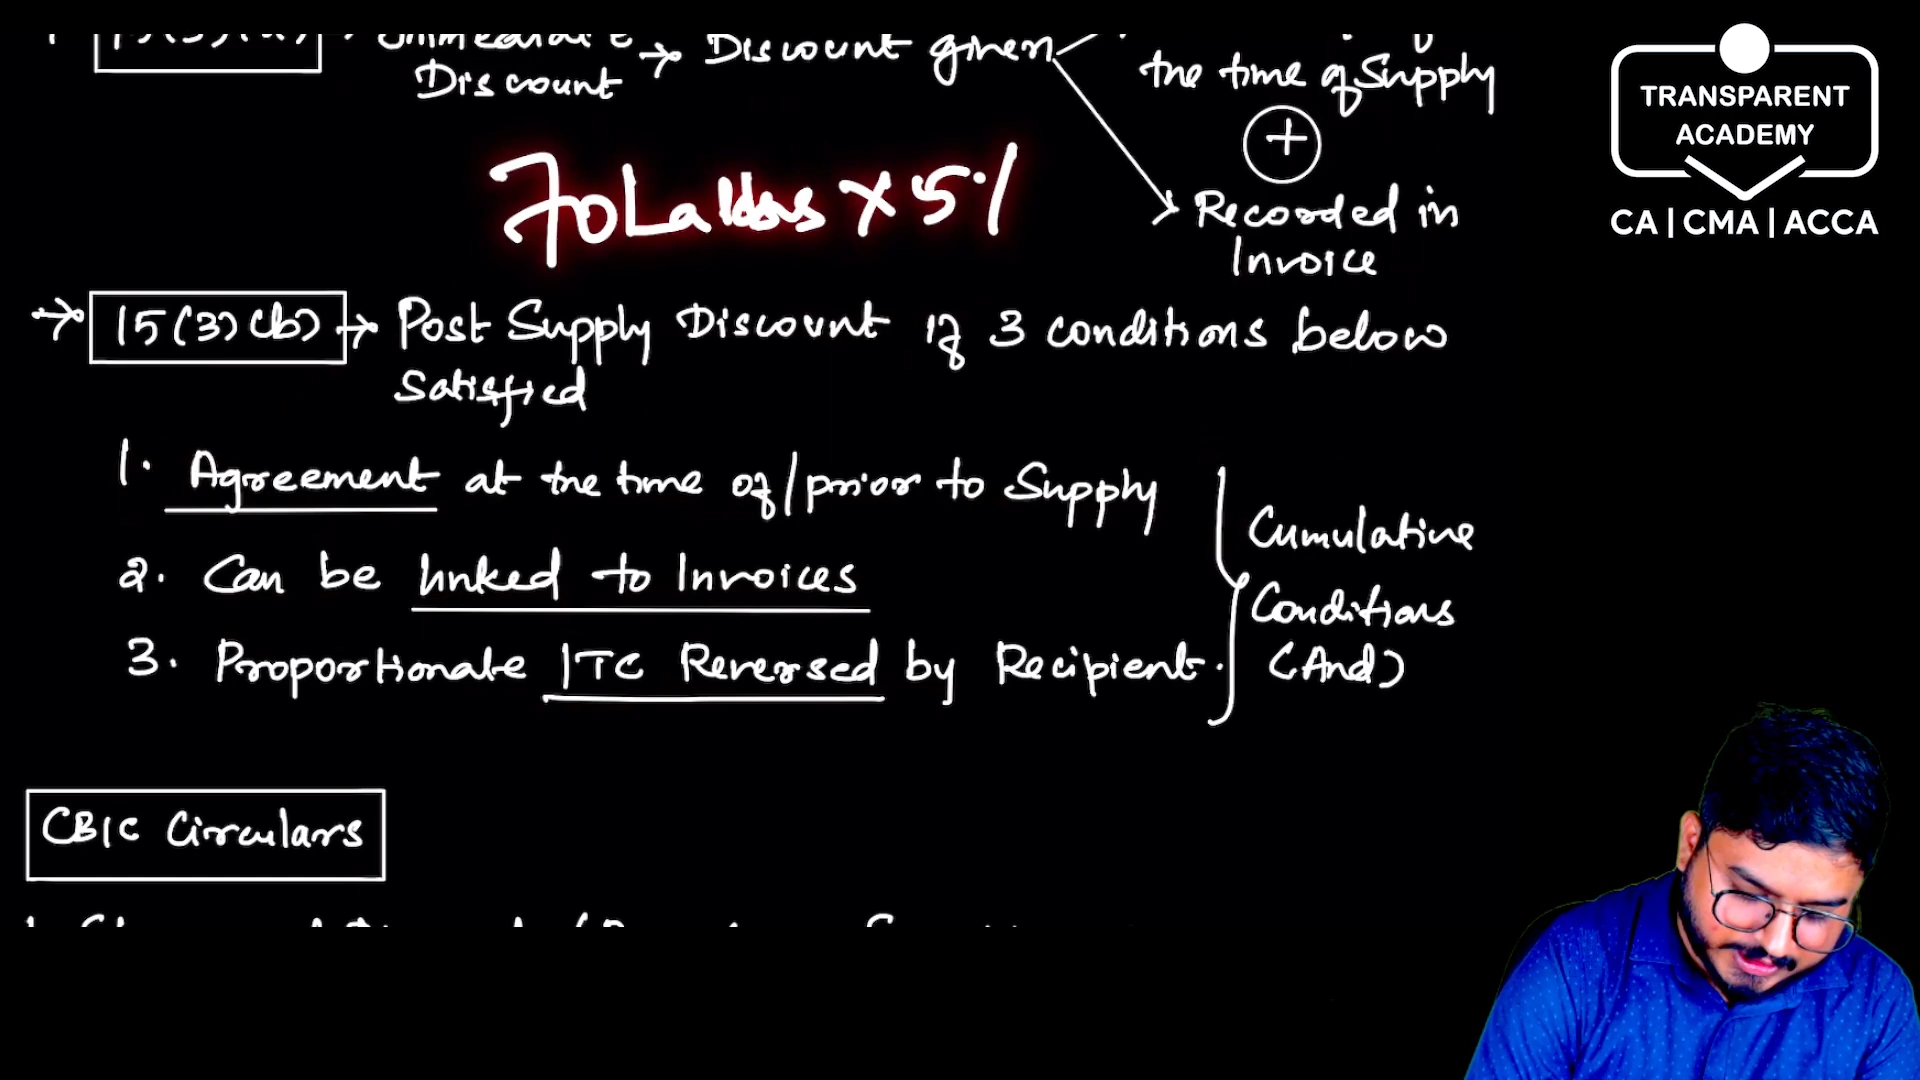 Discount given
Discount
the time of Supply
+
70 Lakhs X 5%
Recorded in
Invoice
→ 15(3)(b) → Post Supply Discount if 3 conditions below
Satisfied
1. Agreement at the time of/prior to Supply
2. Can be linked to Invoices
3. Proportionate ITC Reversed by Recipient.
Cumulative
Conditions
(And)
CBIC Circulars
TRANSPARENT
ACADEMY
CA | CMA | ACCA